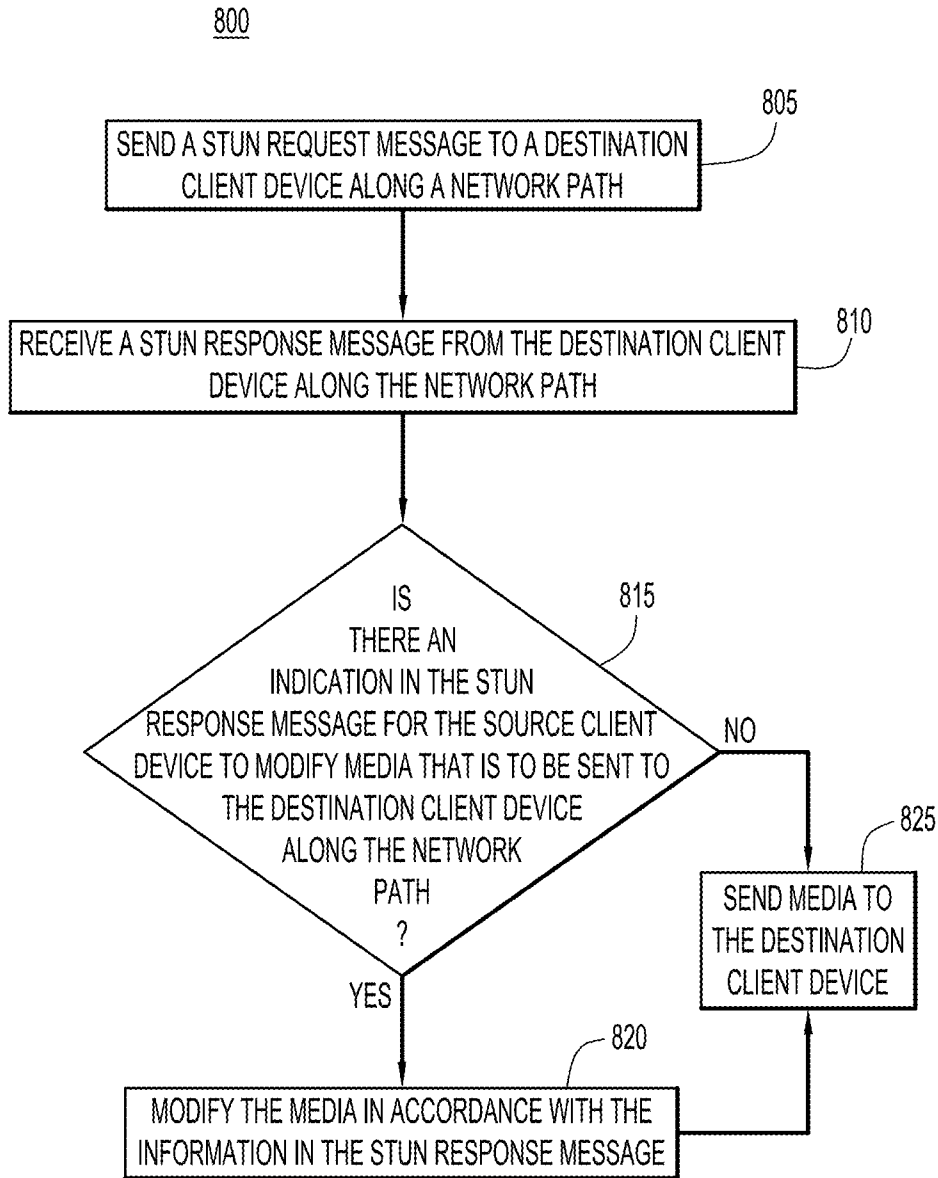 800
805
SEND A STUN REQUEST MESSAGE TO A DESTINATION
CLIENT DEVICE ALONG A NETWORK PATH
810
RECEIVE A STUN RESPONSE MESSAGE FROM THE DESTINATION CLIENT
DEVICE ALONG THE NETWORK PATH
815
IS
THERE AN
INDICATION IN THE STUN
RESPONSE MESSAGE FOR THE SOURCE CLIENT
DEVICE TO MODIFY MEDIA THAT IS TO BE SENT TO
THE DESTINATION CLIENT DEVICE
ALONG THE NETWORK
PATH
?
NO
YES
825
SEND MEDIA TO
THE DESTINATION
CLIENT DEVICE
820
MODIFY THE MEDIA IN ACCORDANCE WITH THE
INFORMATION IN THE STUN RESPONSE MESSAGE